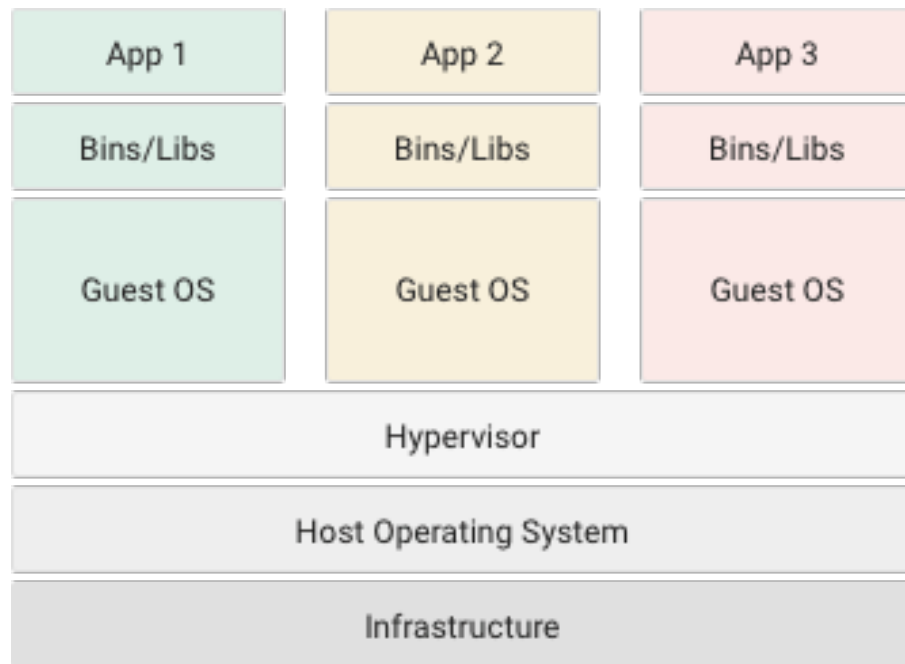 App 1
App 2
App 3
Bins/Libs
Bins/Libs
Bins/Libs
Guest OS
Guest OS
Guest OS
Hypervisor
Host Operating System
Infrastructure